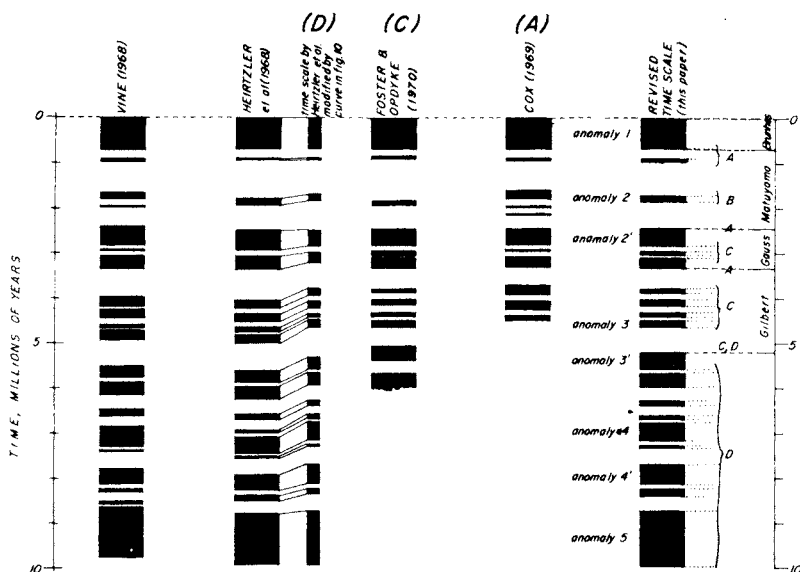 (D)
(C)
(A)
VINE (1968)
HEIRTZLER
et al (1968)
time scale by
Heirtzler et al.
modified by
curve in fig. 10
FOSTER &
OPDYKE
(1970)
COX (1969)
REVISED
TIME SCALE
(this paper)
TIME, MILLIONS OF YEARS
0
5
10
anomaly 1
anomaly 2
anomaly 2'
anomaly 3
anomaly 3'
anomaly 4
anomaly 4'
anomaly 5
A
B
A
C
A
C
C, D
D
Brunhes
Matuyama
Gauss
Gilbert
0
5
10